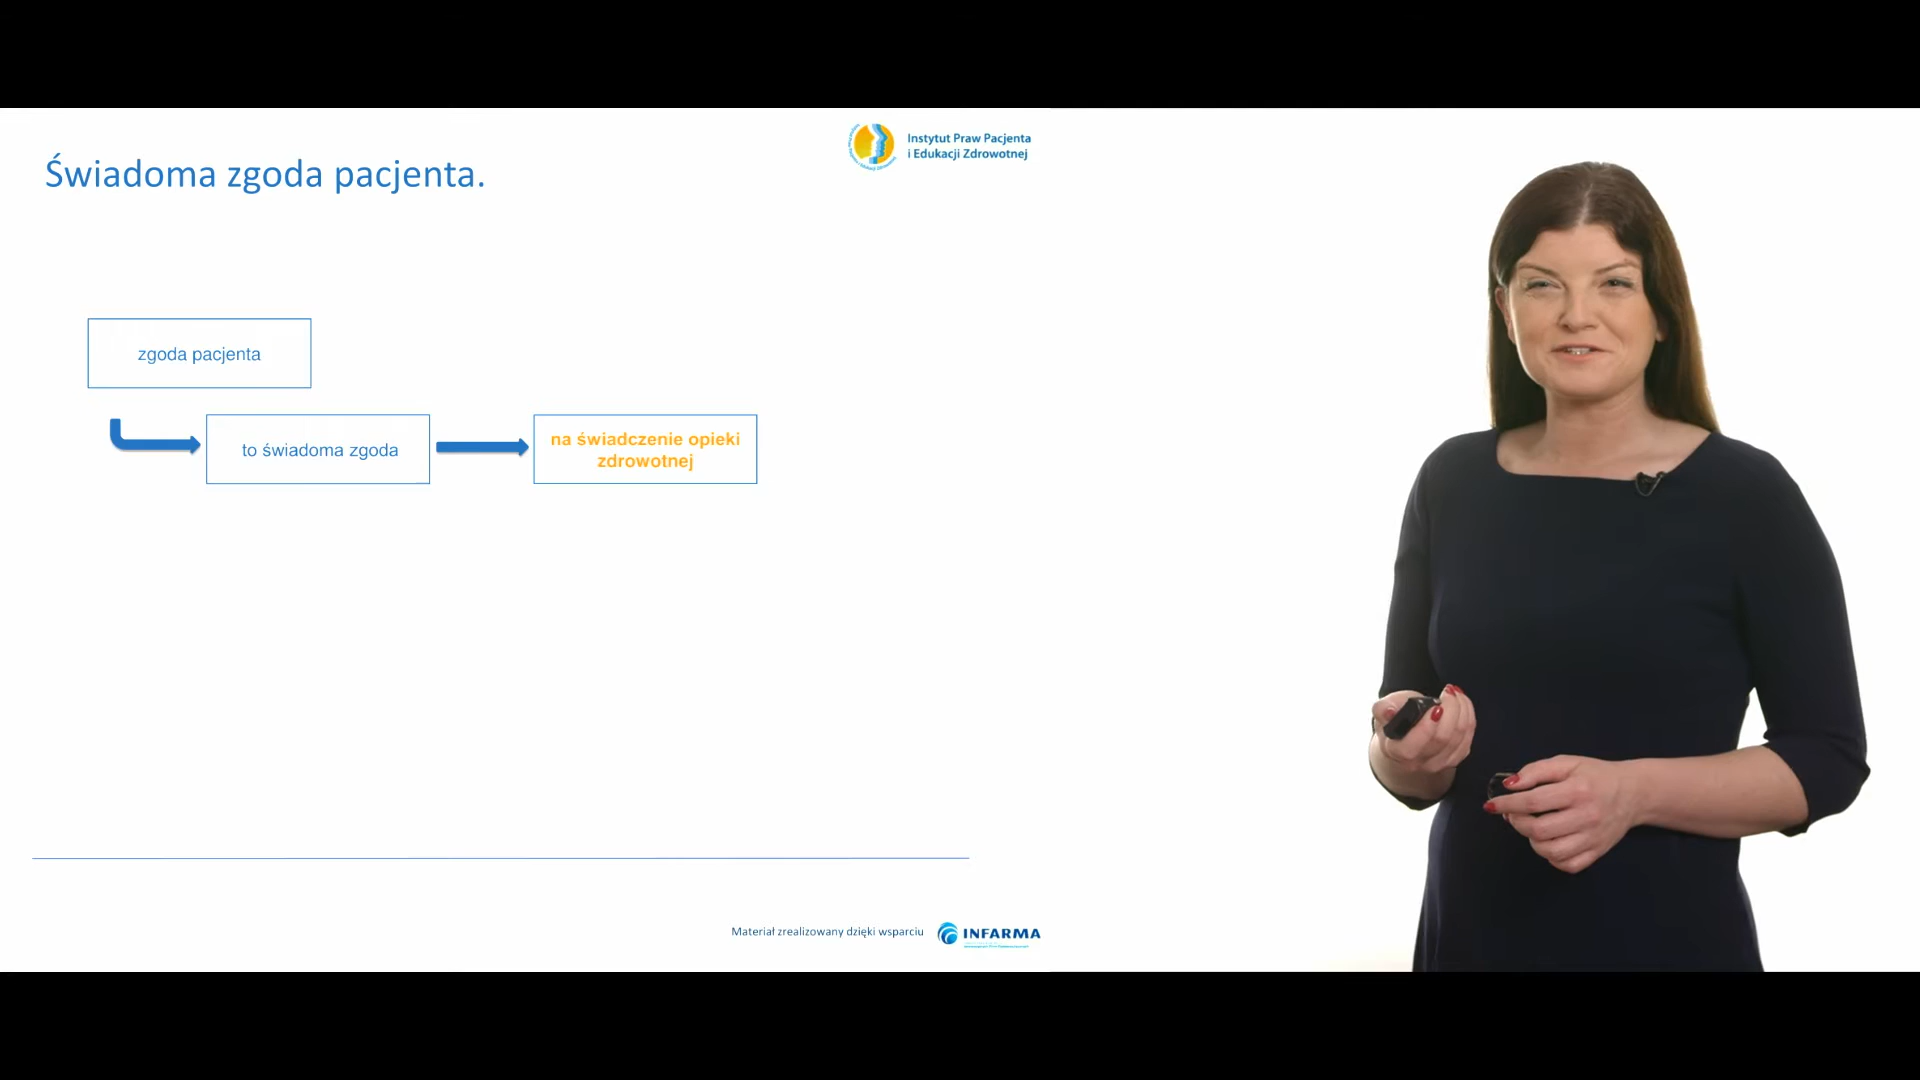 Instytut Praw Pacjenta
i Edukacji Zdrowotnej
Świadoma zgoda pacjenta.
zgoda pacjenta
to świadoma zgoda
na świadczenie opieki
zdrowotnej
Materiał zrealizowany dzięki wsparciu
INFARMA